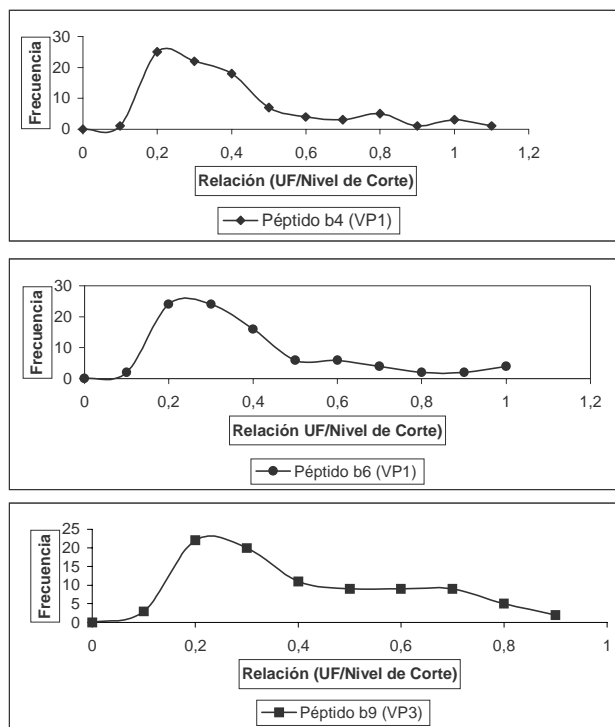 30
20
10
0
Frecuencia
0 0,2 0,4 0,6 0,8 1 1,2
Relación (UF/Nivel de Corte)
Péptido b4 (VP1)
30
20
10
0
Frecuencia
0 0,2 0,4 0,6 0,8 1 1,2
Relación UF/Nivel de Corte)
Péptido b6 (VP1)
25
20
15
10
5
0
Frecuencia
0 0,2 0,4 0,6 0,8 1
Relación (UF/Nivel de Corte)
Péptido b9 (VP3)